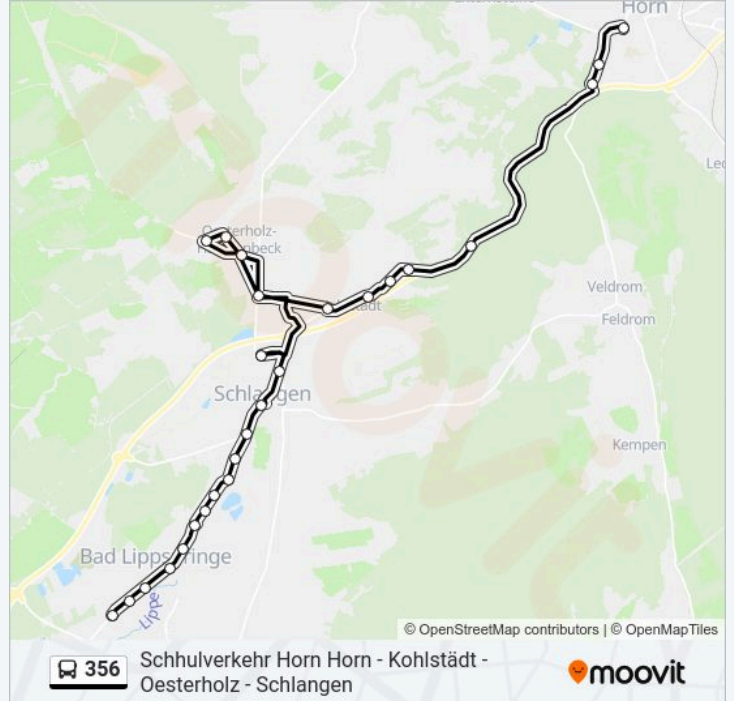 Horn
Oesterholz-
Veldrom
Feldrom
Schlangen
Kempen
Bad Lippspringe
Lippe
© OpenStreetMap contributors | © OpenMapTiles
356
Schhulverkehr Horn Horn - Kohlstädt -
Oesterholz - Schlangen
moovit